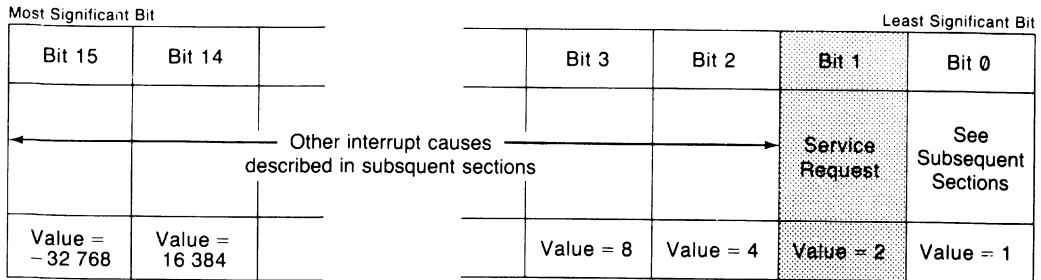 Most Significant Bit
Least Significant Bit
Bit 15
Bit 14
Bit 3
Bit 2
Bit 1
Bit 0
Other interrupt causes
described in subsquent sections
Service
Request
See
Subsequent
Sections
Value =
-32 768
Value =
16 384
Value = 8
Value = 4
Value = 2
Value = 1